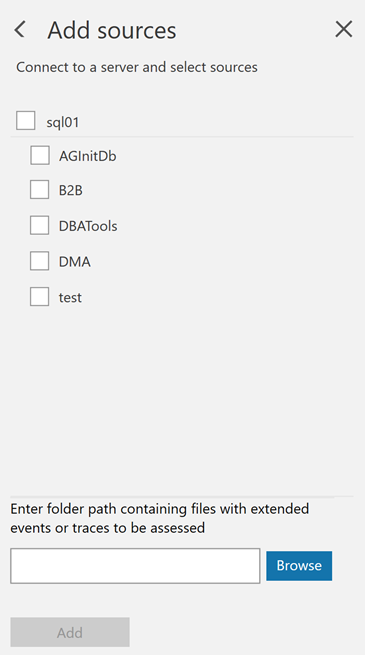 Add sources
Connect to a server and select sources
sql01
AGInitDb
B2B
DBATools
DMA
test
Enter folder path containing files with extended
events or traces to be assessed
Browse
Add